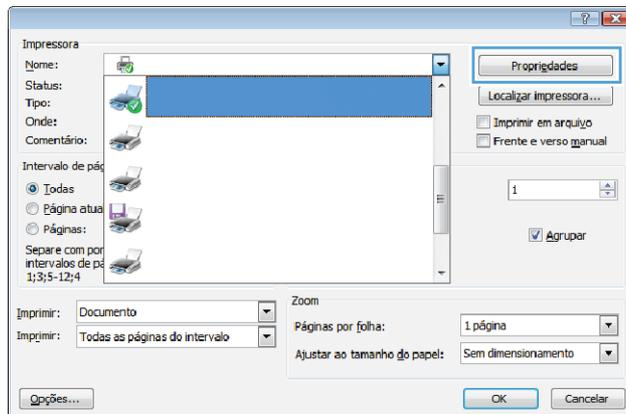 Impressora
Nome:
Propriedades
Status:
Tipo:
Localizar impressora...
Onde:
Imprimir em arquivo
Comentário:
Frente e verso manual
Intervalo de pág
Todas
1
Página atua
Páginas:
Agrupar
Separe com por
intervalos de pá
1;3;5-12;4
Imprimir: Documento
Imprimir: Todas as páginas do intervalo
Zoom
Páginas por folha: 1 página
Ajustar ao tamanho do papel: Sem dimensionamento
Opções...
OK
Cancelar